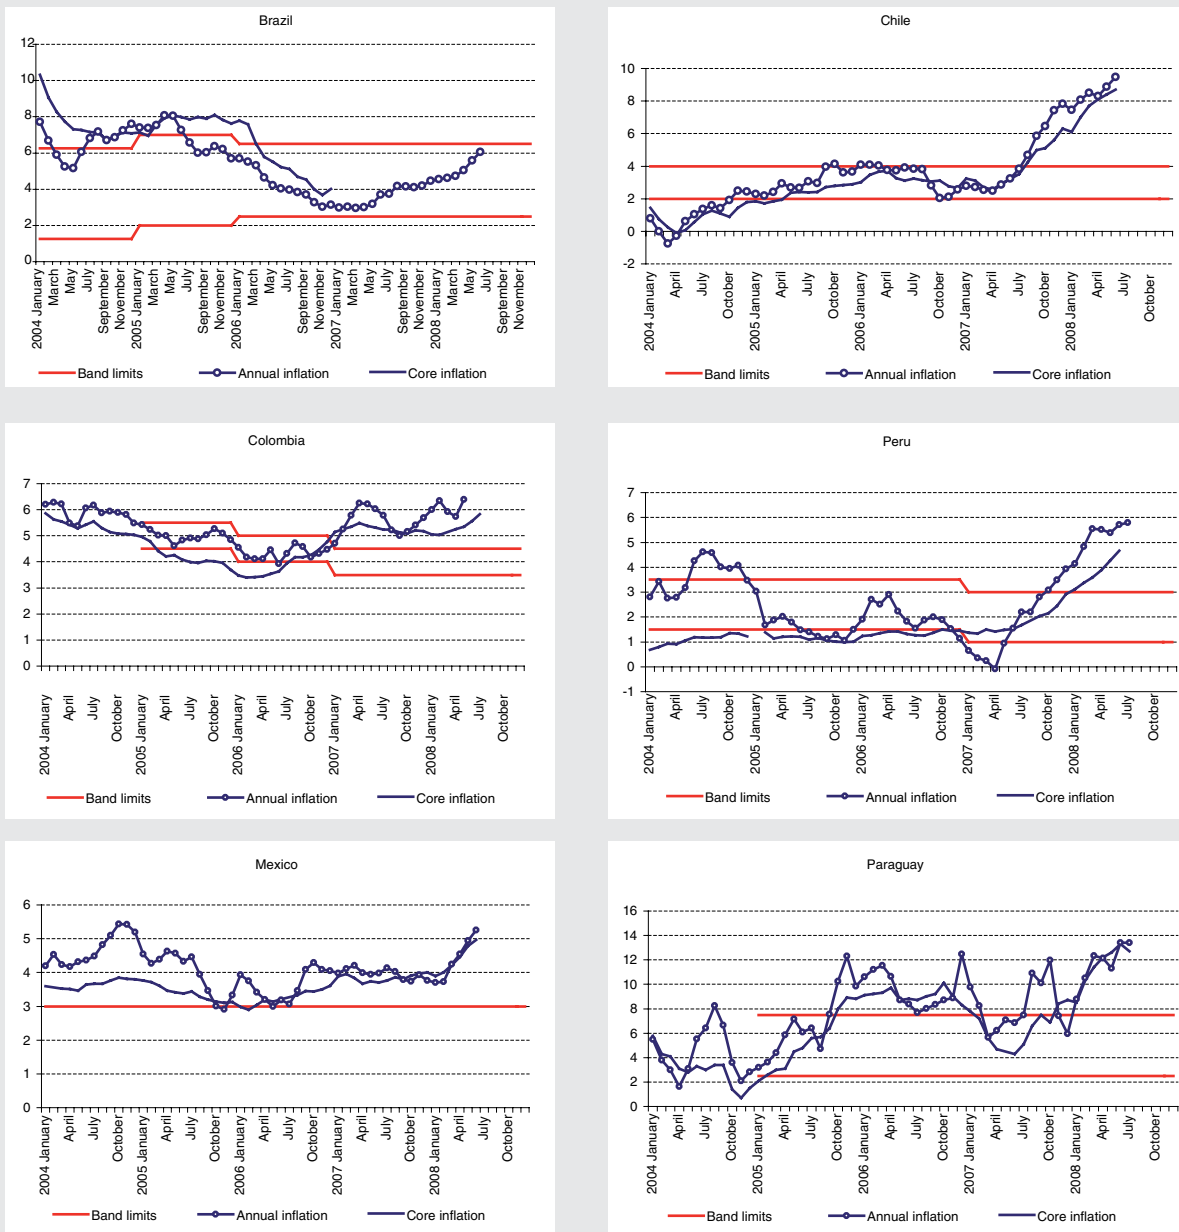 Brazil
12
10
8
6
4
2
0
2004 January
March
May
July
September
November
2005 January
March
May
July
September
November
2006 January
March
May
July
September
November
2007 January
March
May
July
September
November
2008 January
March
May
July
September
November
Band limits Annual inflation Core inflation
Chile
10
8
6
4
2
0
-2
2004 January
April
July
October
2005 January
April
July
October
2006 January
April
July
October
2007 January
April
July
October
2008 January
April
July
October
Band limits Annual inflation Core inflation
Colombia
7
6
5
4
3
2
1
0
2004 January
April
July
October
2005 January
April
July
October
2006 January
April
July
October
2007 January
April
July
October
2008 January
April
July
October
Band limits Annual inflation Core inflation
Peru
7
6
5
4
3
2
1
0
-1
2004 January
April
July
October
2005 January
April
July
October
2006 January
April
July
October
2007 January
April
July
October
2008 January
April
July
October
Band limits Annual inflation Core inflation
Mexico
6
5
4
3
2
1
0
2004 January
April
July
October
2005 January
April
July
October
2006 January
April
July
October
2007 January
April
July
October
2008 January
April
July
October
Band limits Annual inflation Core inflation
Paraguay
16
14
12
10
8
6
4
2
0
2004 January
April
July
October
2005 January
April
July
October
2006 January
April
July
October
2007 January
April
July
October
2008 January
April
July
October
Band limits Annual inflation Core inflation